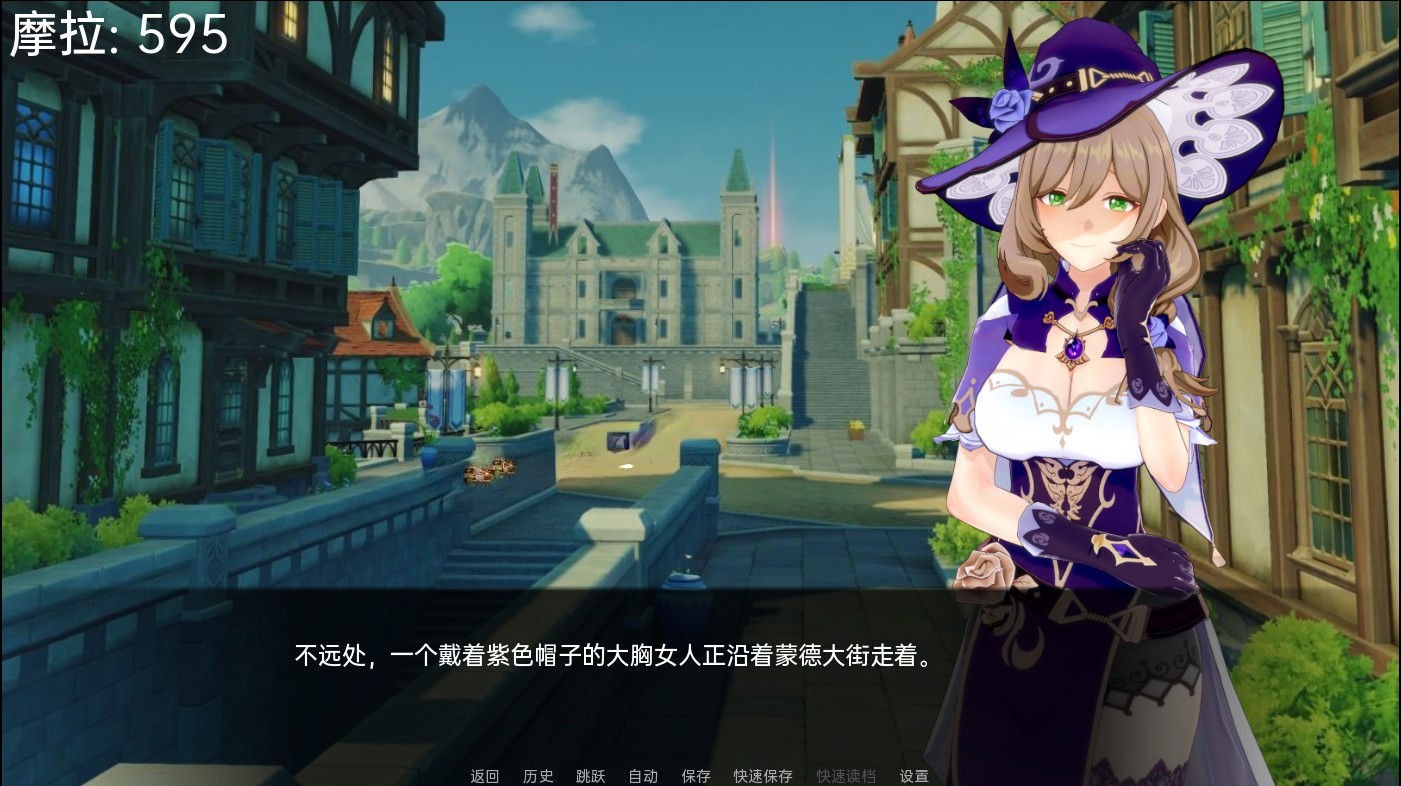 摩拉: 595
不远处，一个戴着紫色帽子的大胸女人正沿着蒙德大街走着。
返回 历史 跳跃 自动 保存 快速保存 快速读档 设置